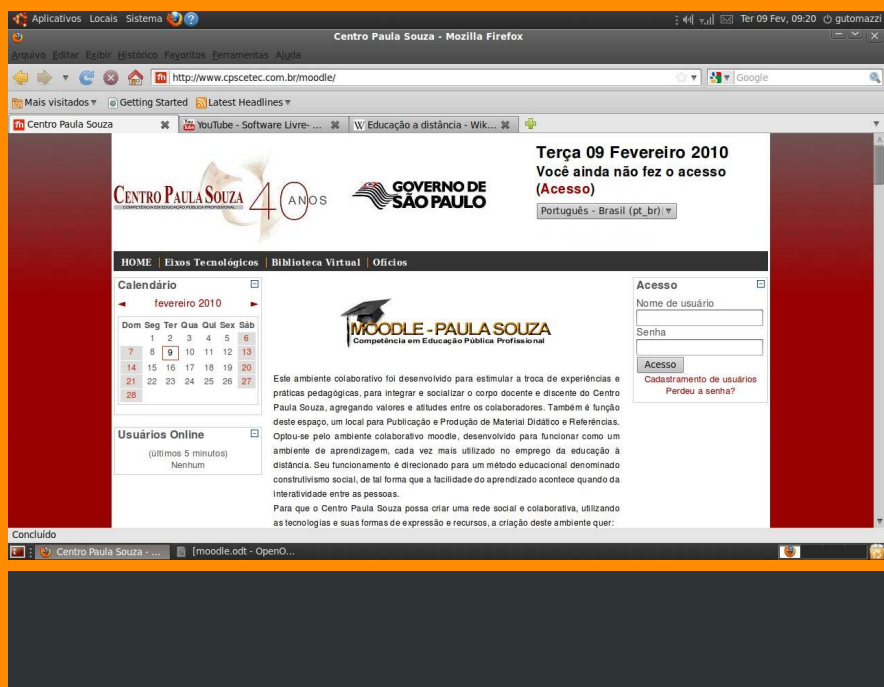 Aplicativos Locais Sistema
Ter 09 Fev, 09:20 gutomazzi
Centro Paula Souza - Mozilla Firefox
Arquivo Editar Exibir Histórico Favoritos Ferramentas Ajuda
http://www.cpscetec.com.br/moodle/
Google
Mais visitados Getting Started Latest Headlines
Centro Paula Souza YouTube - Software Livre- ... Educação a distância - Wik...
CENTRO PAULA SOUZA
COMPETÊNCIA EM EDUCAÇÃO PÚBLICA PROFISSIONAL
40 ANOS
GOVERNO DE
SÃO PAULO
Terça 09 Fevereiro 2010
Você ainda não fez o acesso
(Acesso)
Português - Brasil (pt_br)
HOME | Eixos Tecnológicos | Biblioteca Virtual | Ofícios
Calendário
fevereiro 2010
Dom Seg Ter Qua Qui Sex Sáb
1 2 3 4 5 6
7 8 9 10 11 12 13
14 15 16 17 18 19 20
21 22 23 24 25 26 27
28
Usuários Online
(últimos 5 minutos)
Nenhum
MOODLE - PAULA SOUZA
Competência em Educação Pública Profissional
Este ambiente colaborativo foi desenvolvido para estimular a troca de experiências e
práticas pedagógicas, para integrar e socializar o corpo docente e discente do Centro
Paula Souza, agregando valores e atitudes entre os colaboradores. Também é função
deste espaço, um local para Publicação e Produção de Material Didático e Referências.
Optou-se pelo ambiente colaborativo moodle, desenvolvido para funcionar como um
ambiente de aprendizagem, cada vez mais utilizado no emprego da educação à
distância. Seu funcionamento é direcionado para um método educacional denominado
construtivismo social, de tal forma que a facilidade do aprendizado acontece quando da
interatividade entre as pessoas.
Para que o Centro Paula Souza possa criar uma rede social e colaborativa, utilizando
as tecnologias e suas formas de expressão e recursos, a criação deste ambiente quer:
Acesso
Nome de usuário
Senha
Acesso
Cadastramento de usuários
Perdeu a senha?
Concluído
Centro Paula Souza - ... [moodle.odt - OpenO...